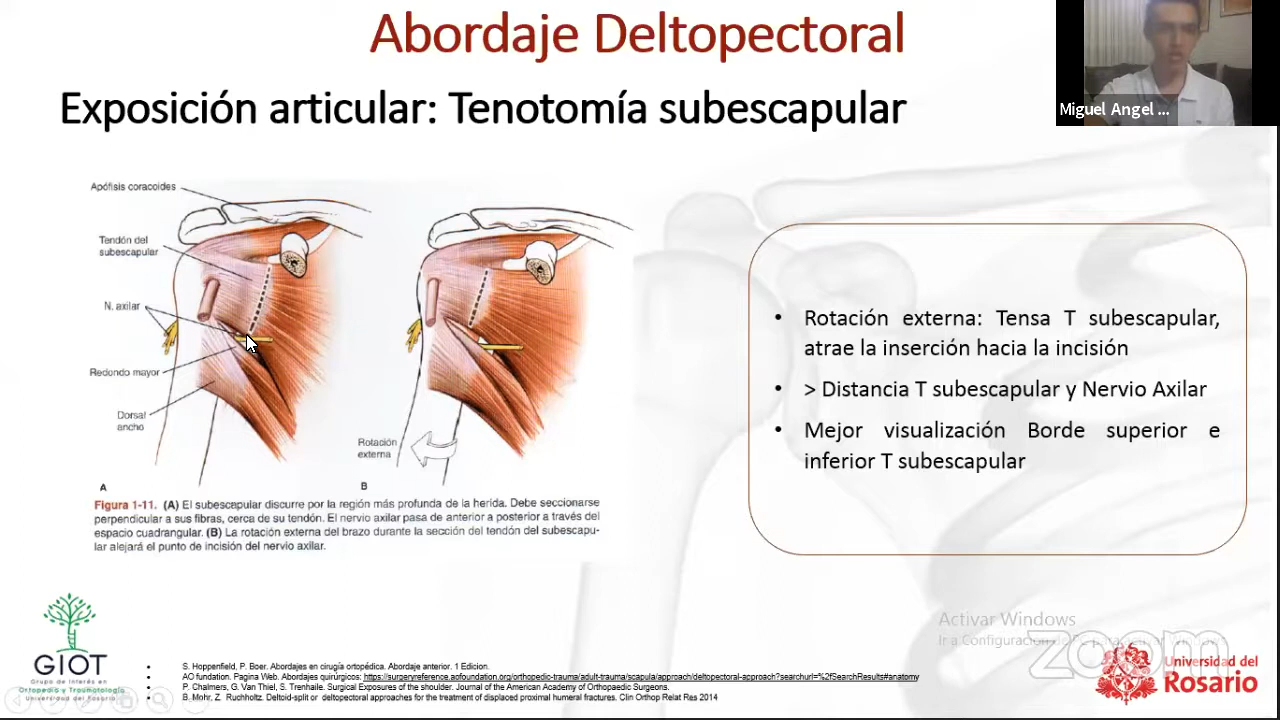 Abordaje Deltopectoral
Miguel Angel ...
Exposición articular: Tenotomía subescapular
Apófisis coracoides
Tendón del
subescapular
N. axilar
Redondo mayor
Dorsal
ancho
A
Rotación
externa
B
Figura 1-11. (A) El subescapular discurre por la región más profunda de la herida. Debe seccionarse
perpendicular a sus fibras, cerca de su tendón. El nervio axilar pasa de anterior a posterior a través del
espacio cuadrangular. (B) La rotación externa del brazo durante la sección del tendón del subescapu-
lar alejará el punto de incisión del nervio axilar.
• Rotación externa: Tensa T subescapular,
atrae la inserción hacia la incisión
• > Distancia T subescapular y Nervio Axilar
• Mejor visualización Borde superior e
inferior T subescapular
Activar Windows
Ir a Configuración de PC para activar Windows.
zoom
GIOT
Grupo de Interés en
Ortopedia y Traumatología
Universidad del Rosario
• S. Hoppenfield, P. Boer. Abordajes en cirugía ortopédica. Abordaje anterior. 1 Edicion.
• AO fundation. Pagina Web. Abordajes quirúrgicos: https://surgeryreference.aofoundation.org/orthopedic-trauma/adult-trauma/scapula/approach/deltopectoral-approach?searchurl=%2fSearchResults#anatomy
• P. Chalmers, G. Van Thiel, S. Trenhaile. Surgical Exposures of the shoulder. Journal of the American Academy of Orthopaedic Surgeons.
• B. Mohr, Z. Ruchholtz. Deltoid-split or deltopectoral approaches for the treatment of displaced proximal humeral fractures. Clin Orthop Relat Res 2014
Universidad del
Rosario